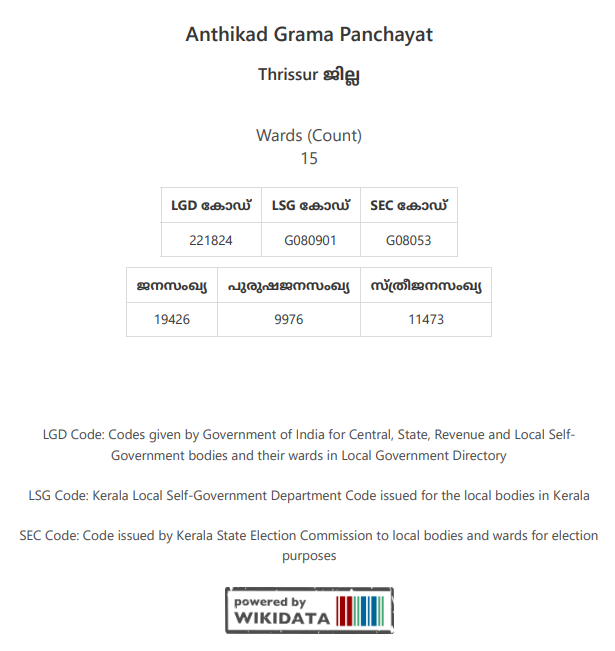 Anthikad Grama Panchayat
Thrissur ജില്ല
Wards (Count)
15
LGD കോഡ് LSG കോഡ് SEC കോഡ്
221824 G080901 G08053
ജനസംഖ്യ പുരുഷജനസംഖ്യ സ്ത്രീജനസംഖ്യ
19426 9976 11473
LGD Code: Codes given by Government of India for Central, State, Revenue and Local Self-
Government bodies and their wards in Local Government Directory
LSG Code: Kerala Local Self-Government Department Code issued for the local bodies in Kerala
SEC Code: Code issued by Kerala State Election Commission to local bodies and wards for election
purposes
powered by
WIKIDATA